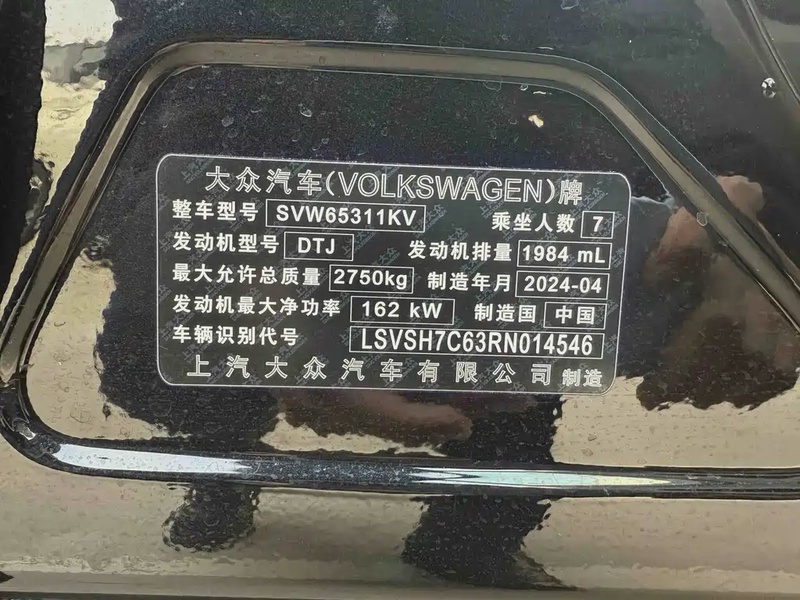 大众汽车(VOLKSWAGEN)牌
整车型号 SVW65311KV 乘坐人数 7
发动机型号 DTJ 发动机排量 1984 mL
最大允许总质量 2750kg 制造年月 2024-04
发动机最大净功率 162 kW 制造国 中国
车辆识别代号 LSVSH7C63RN014546
上汽大众汽车有限公司 制造